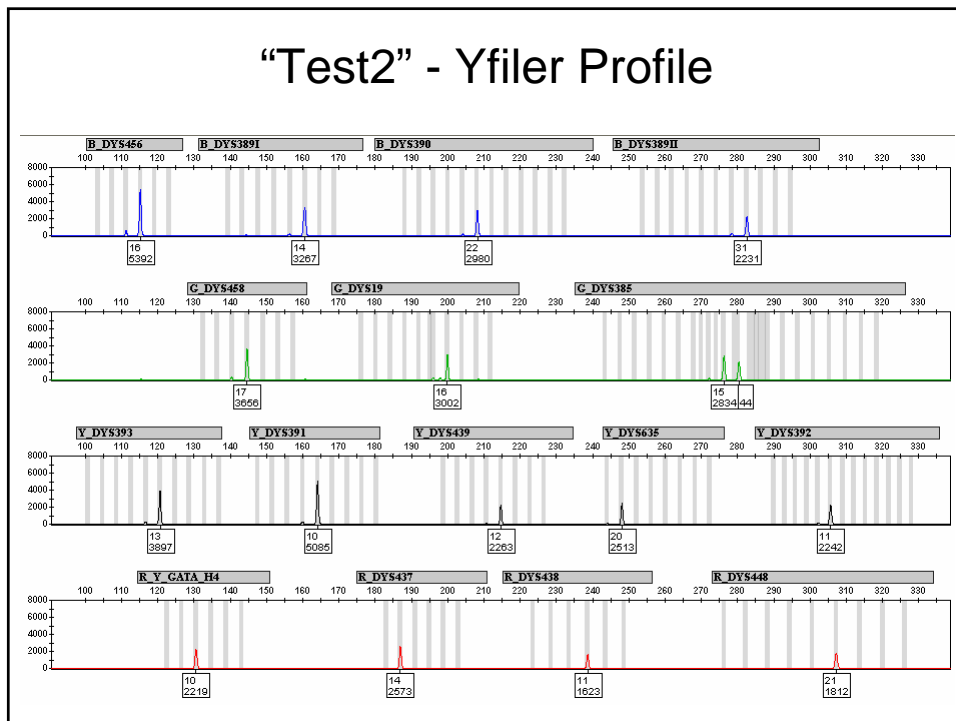 “Test2” - Yfiler Profile
B_DYS456 B_DYS389I B_DYS390 B_DYS389II
100 110 120 130 140 150 160 170 180 190 200 210 220 230 240 250 260 270 280 290 300 310 320 330
8000
6000
4000
2000
0
16 14 22 31
5392 3267 2980 2231
G_DYS458 G_DYS19 G_DYS385
100 110 120 130 140 150 160 170 180 190 200 210 220 230 240 250 260 270 280 290 300 310 320 330
8000
6000
4000
2000
0
17 16 15
3656 3002 2834 44
Y_DYS393 Y_DYS391 Y_DYS439 Y_DYS635 Y_DYS392
100 110 120 130 140 150 160 170 180 190 200 210 220 230 240 250 260 270 280 290 300 310 320 330
8000
6000
4000
2000
0
13 10 12 20 11
3897 5085 2263 2513 2242
R_Y_GATA_H4 R_DYS437 R_DYS438 R_DYS448
100 110 120 130 140 150 160 170 180 190 200 210 220 230 240 250 260 270 280 290 300 310 320 330
8000
6000
4000
2000
0
10 14 11 21
2219 2573 1623 1812